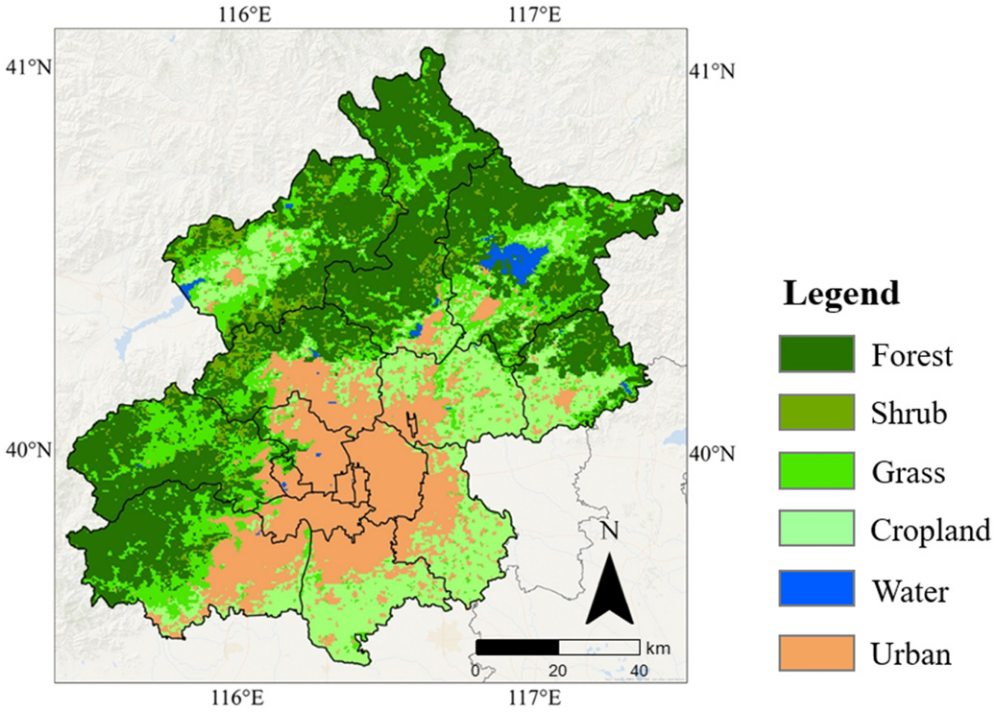 116°E 117°E
41°N 41°N
Legend
Forest
Shrub
Grass
40°N 40°N
Cropland
N
Water
km
Urban
0 20 40
116°E 117°E